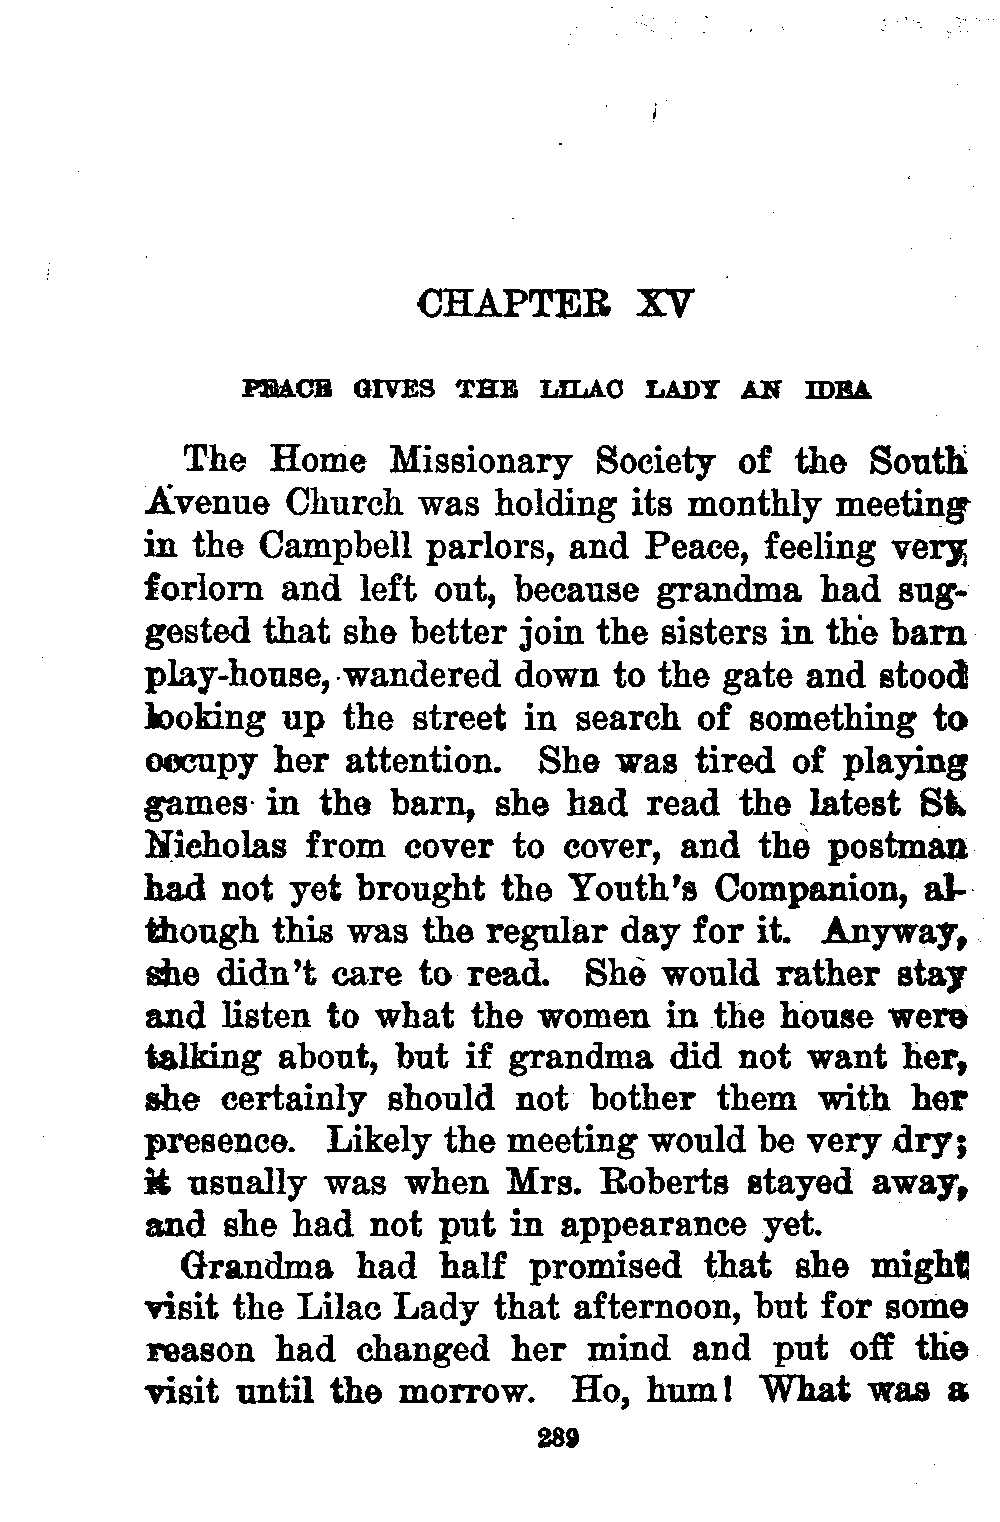 CHAPTER XV
PEACE GIVES THE LILAC LADY AN IDEA
The Home Missionary Society of the South
Avenue Church was holding its monthly meeting
in the Campbell parlors, and Peace, feeling very
forlorn and left out, because grandma had sug-
gested that she better join the sisters in the barn
play-house, wandered down to the gate and stood
looking up the street in search of something to
occupy her attention. She was tired of playing
games in the barn, she had read the latest St.
Nicholas from cover to cover, and the postman
had not yet brought the Youth's Companion, al-
though this was the regular day for it. Anyway,
she didn't care to read. She would rather stay
and listen to what the women in the house were
talking about, but if grandma did not want her,
she certainly should not bother them with her
presence. Likely the meeting would be very dry;
it usually was when Mrs. Roberts stayed away,
and she had not put in appearance yet.
Grandma had half promised that she might
visit the Lilac Lady that afternoon, but for some
reason had changed her mind and put off the
visit until the morrow. Ho, hum! What was a
289